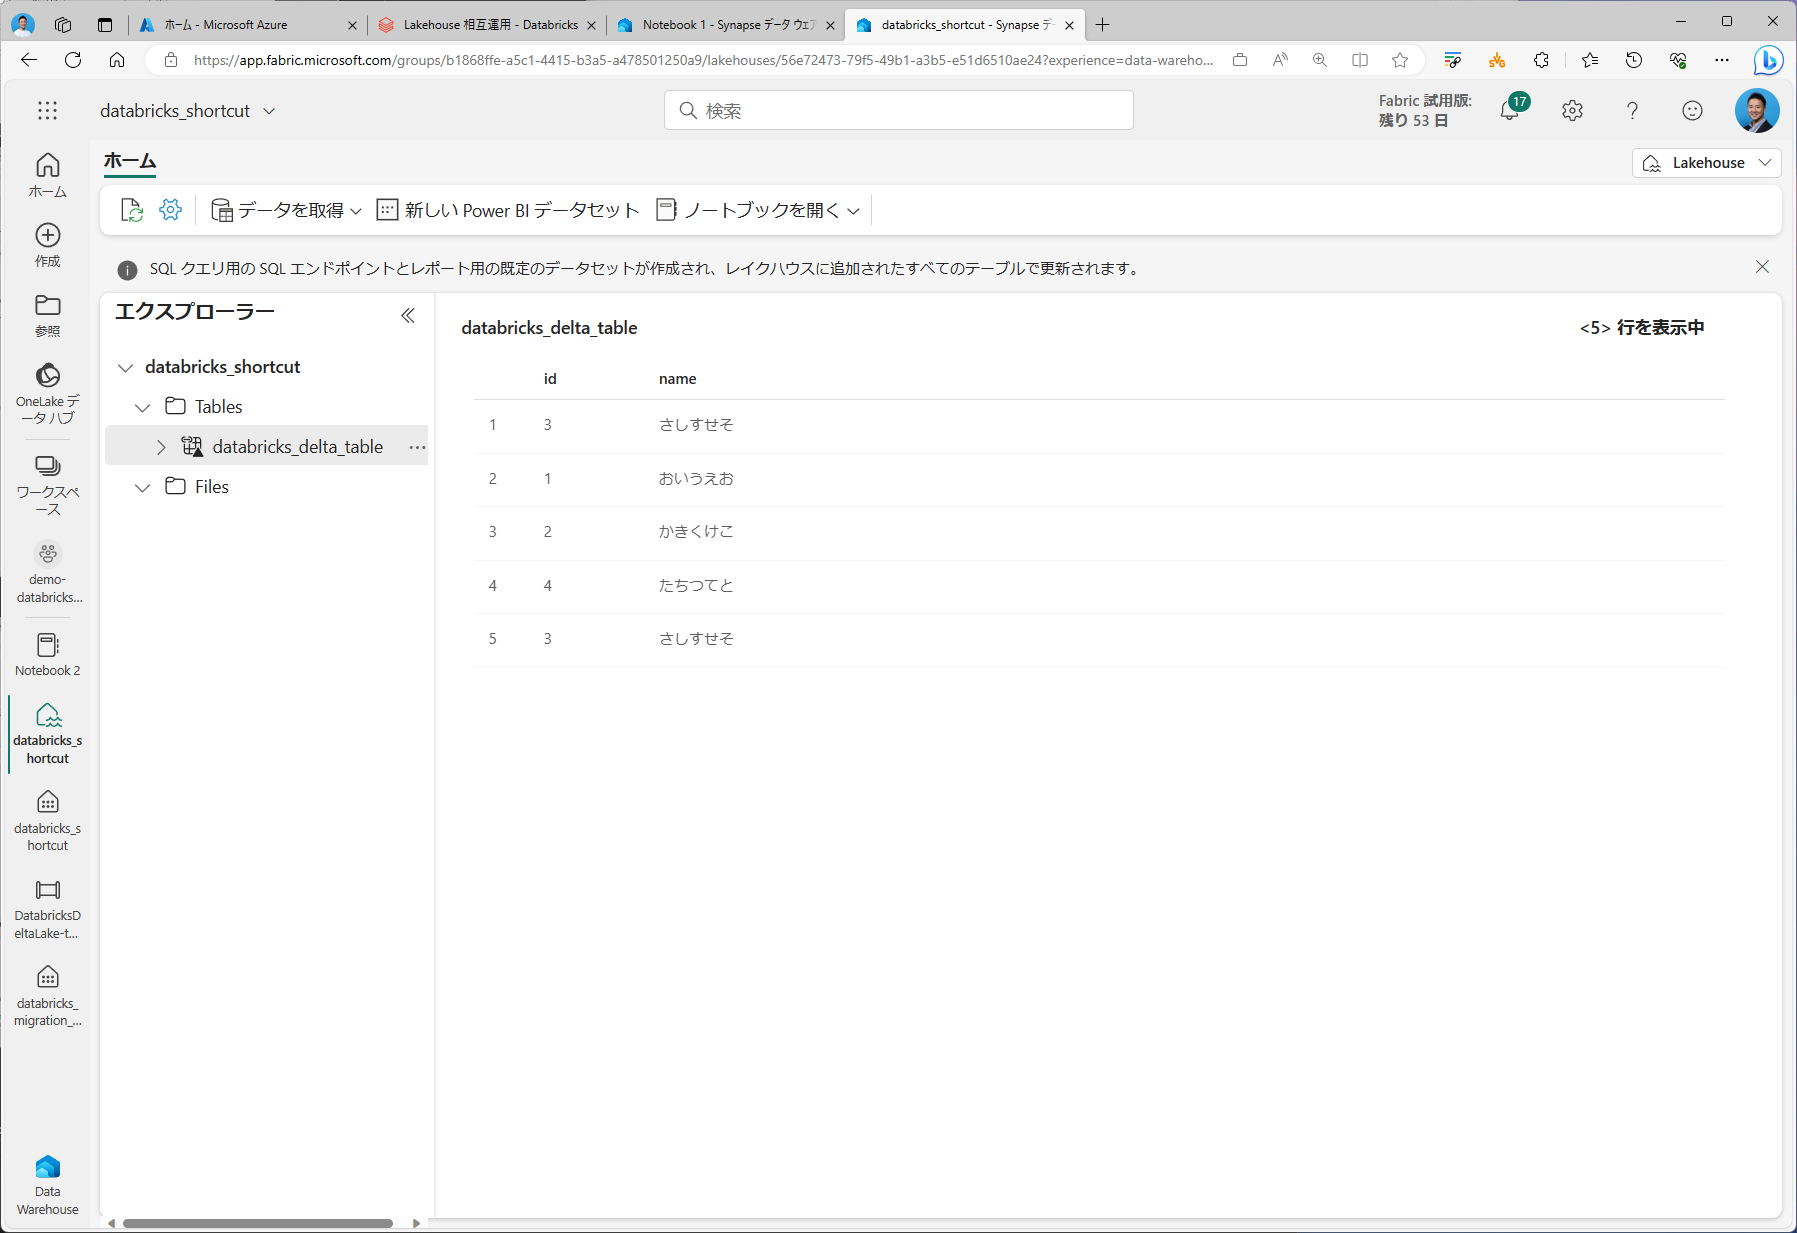 ホーム - Microsoft Azure
Lakehouse 相互運用 - Databricks
Notebook 1 - Synapse データ ウェア
databricks_shortcut - Synapse デー
https://app.fabric.microsoft.com/groups/b1868ffe-a5c1-4415-b3a5-a478501250a9/lakehouses/56e72473-79f5-49b1-a3b5-e51d6510ae24?experience=data-wareho...
databricks_shortcut
検索
Fabric 試用版:
残り 53 日
17
ホーム
Lakehouse
データを取得
新しい Power BI データセット
ノートブックを開く
SQL クエリ用の SQL エンドポイントとレポート用の既定のデータセットが作成され、レイクハウスに追加されたすべてのテーブルで更新されます。
ホーム
作成
参照
OneLake デ
ータ ハブ
ワークスペ
ース
demo-
databricks...
Notebook 2
databricks_s
hortcut
databricks_s
hortcut
DatabricksD
eltaLake-t...
databricks_
migration_...
Data
Warehouse
エクスプローラー
databricks_shortcut
Tables
databricks_delta_table
Files
databricks_delta_table
<5> 行を表示中
id name
1 3 さしすせそ
2 1 おいうえお
3 2 かきくけこ
4 4 たちつてと
5 3 さしすせそ